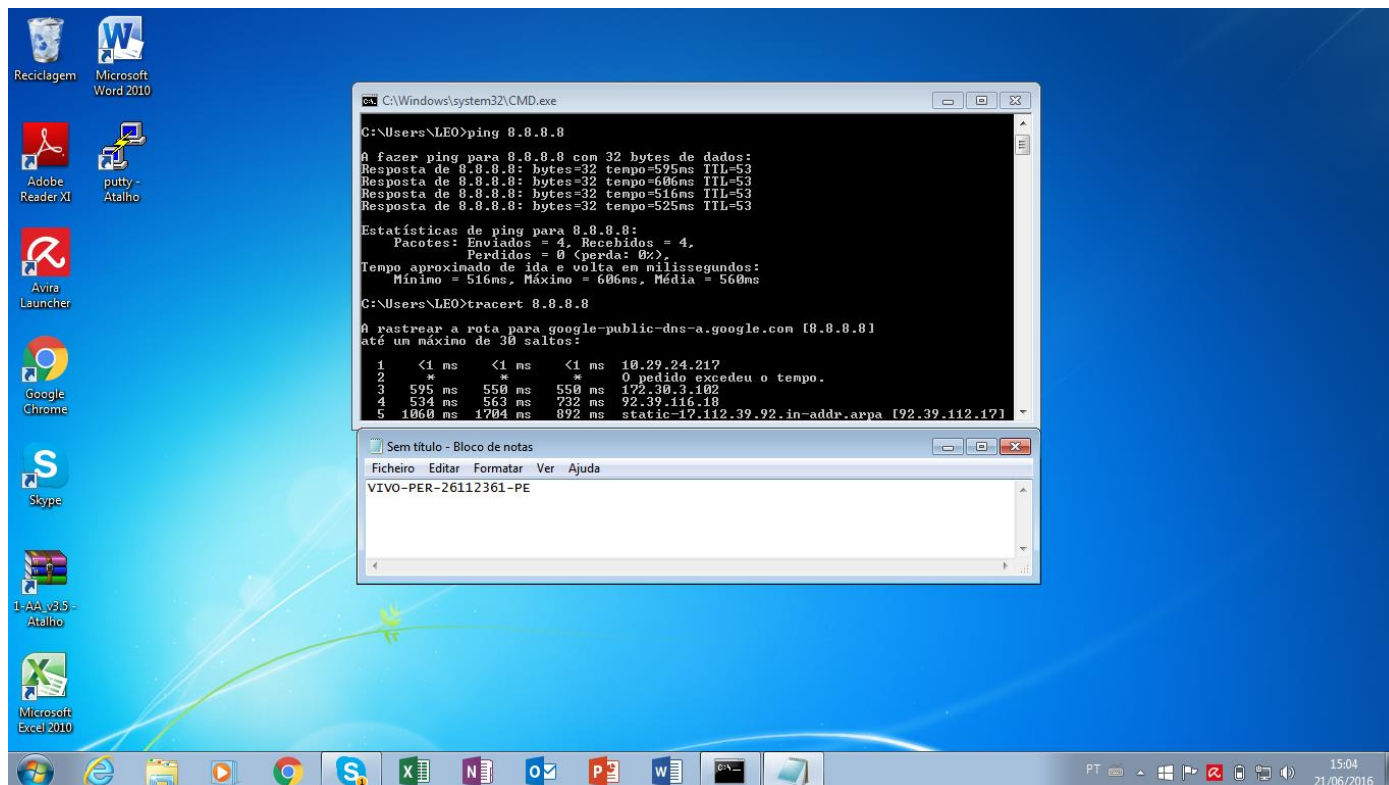 Reciclagem
Microsoft
Word 2010
Adobe
Reader XI
putty -
Atalho
Avira
Launcher
Google
Chrome
Skype
1-AA_v3.5 -
Atalho
Microsoft
Excel 2010
C:\Windows\system32\CMD.exe
C:\Users\LEO>ping 8.8.8.8
A fazer ping para 8.8.8.8 com 32 bytes de dados:
Resposta de 8.8.8.8: bytes=32 tempo=595ms TTL=53
Resposta de 8.8.8.8: bytes=32 tempo=606ms TTL=53
Resposta de 8.8.8.8: bytes=32 tempo=516ms TTL=53
Resposta de 8.8.8.8: bytes=32 tempo=525ms TTL=53
Estatísticas de ping para 8.8.8.8:
Pacotes: Enviados = 4, Recebidos = 4,
Perdidos = 0 (perda: 0%),
Tempo aproximado de ida e volta em milissegundos:
Mínimo = 516ms, Máximo = 606ms, Média = 560ms
C:\Users\LEO>tracert 8.8.8.8
A rastrear a rota para google-public-dns-a.google.com [8.8.8.8]
até um máximo de 30 saltos:
1 <1 ms <1 ms <1 ms 10.29.24.217
2 * * * O pedido excedeu o tempo.
3 595 ms 550 ms 550 ms 172.30.3.102
4 534 ms 563 ms 732 ms 92.39.116.18
5 1060 ms 1704 ms 892 ms static-17.112.39.92.in-addr.arpa [92.39.112.17]
Sem título - Bloco de notas
Ficheiro Editar Formatar Ver Ajuda
VIVO-PER-26112361-PE
PT
15:04
21/06/2016